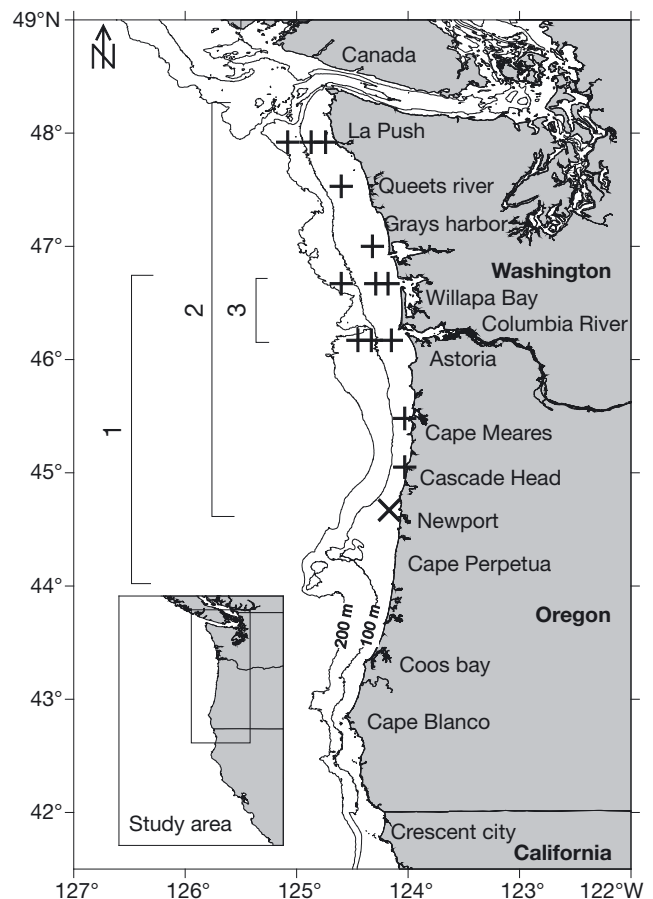 49°N
N
Canada
48°
La Push
Queets river
Grays harbor
47°
Washington
2
3
Willapa Bay
Columbia River
46°
Astoria
1
Cape Meares
45°
Cascade Head
Newport
Cape Perpetua
44°
200 m
100 m
Oregon
Coos bay
43°
Cape Blanco
Study area
42°
Crescent city
California
127°
126°
125°
124°
123°
122°W